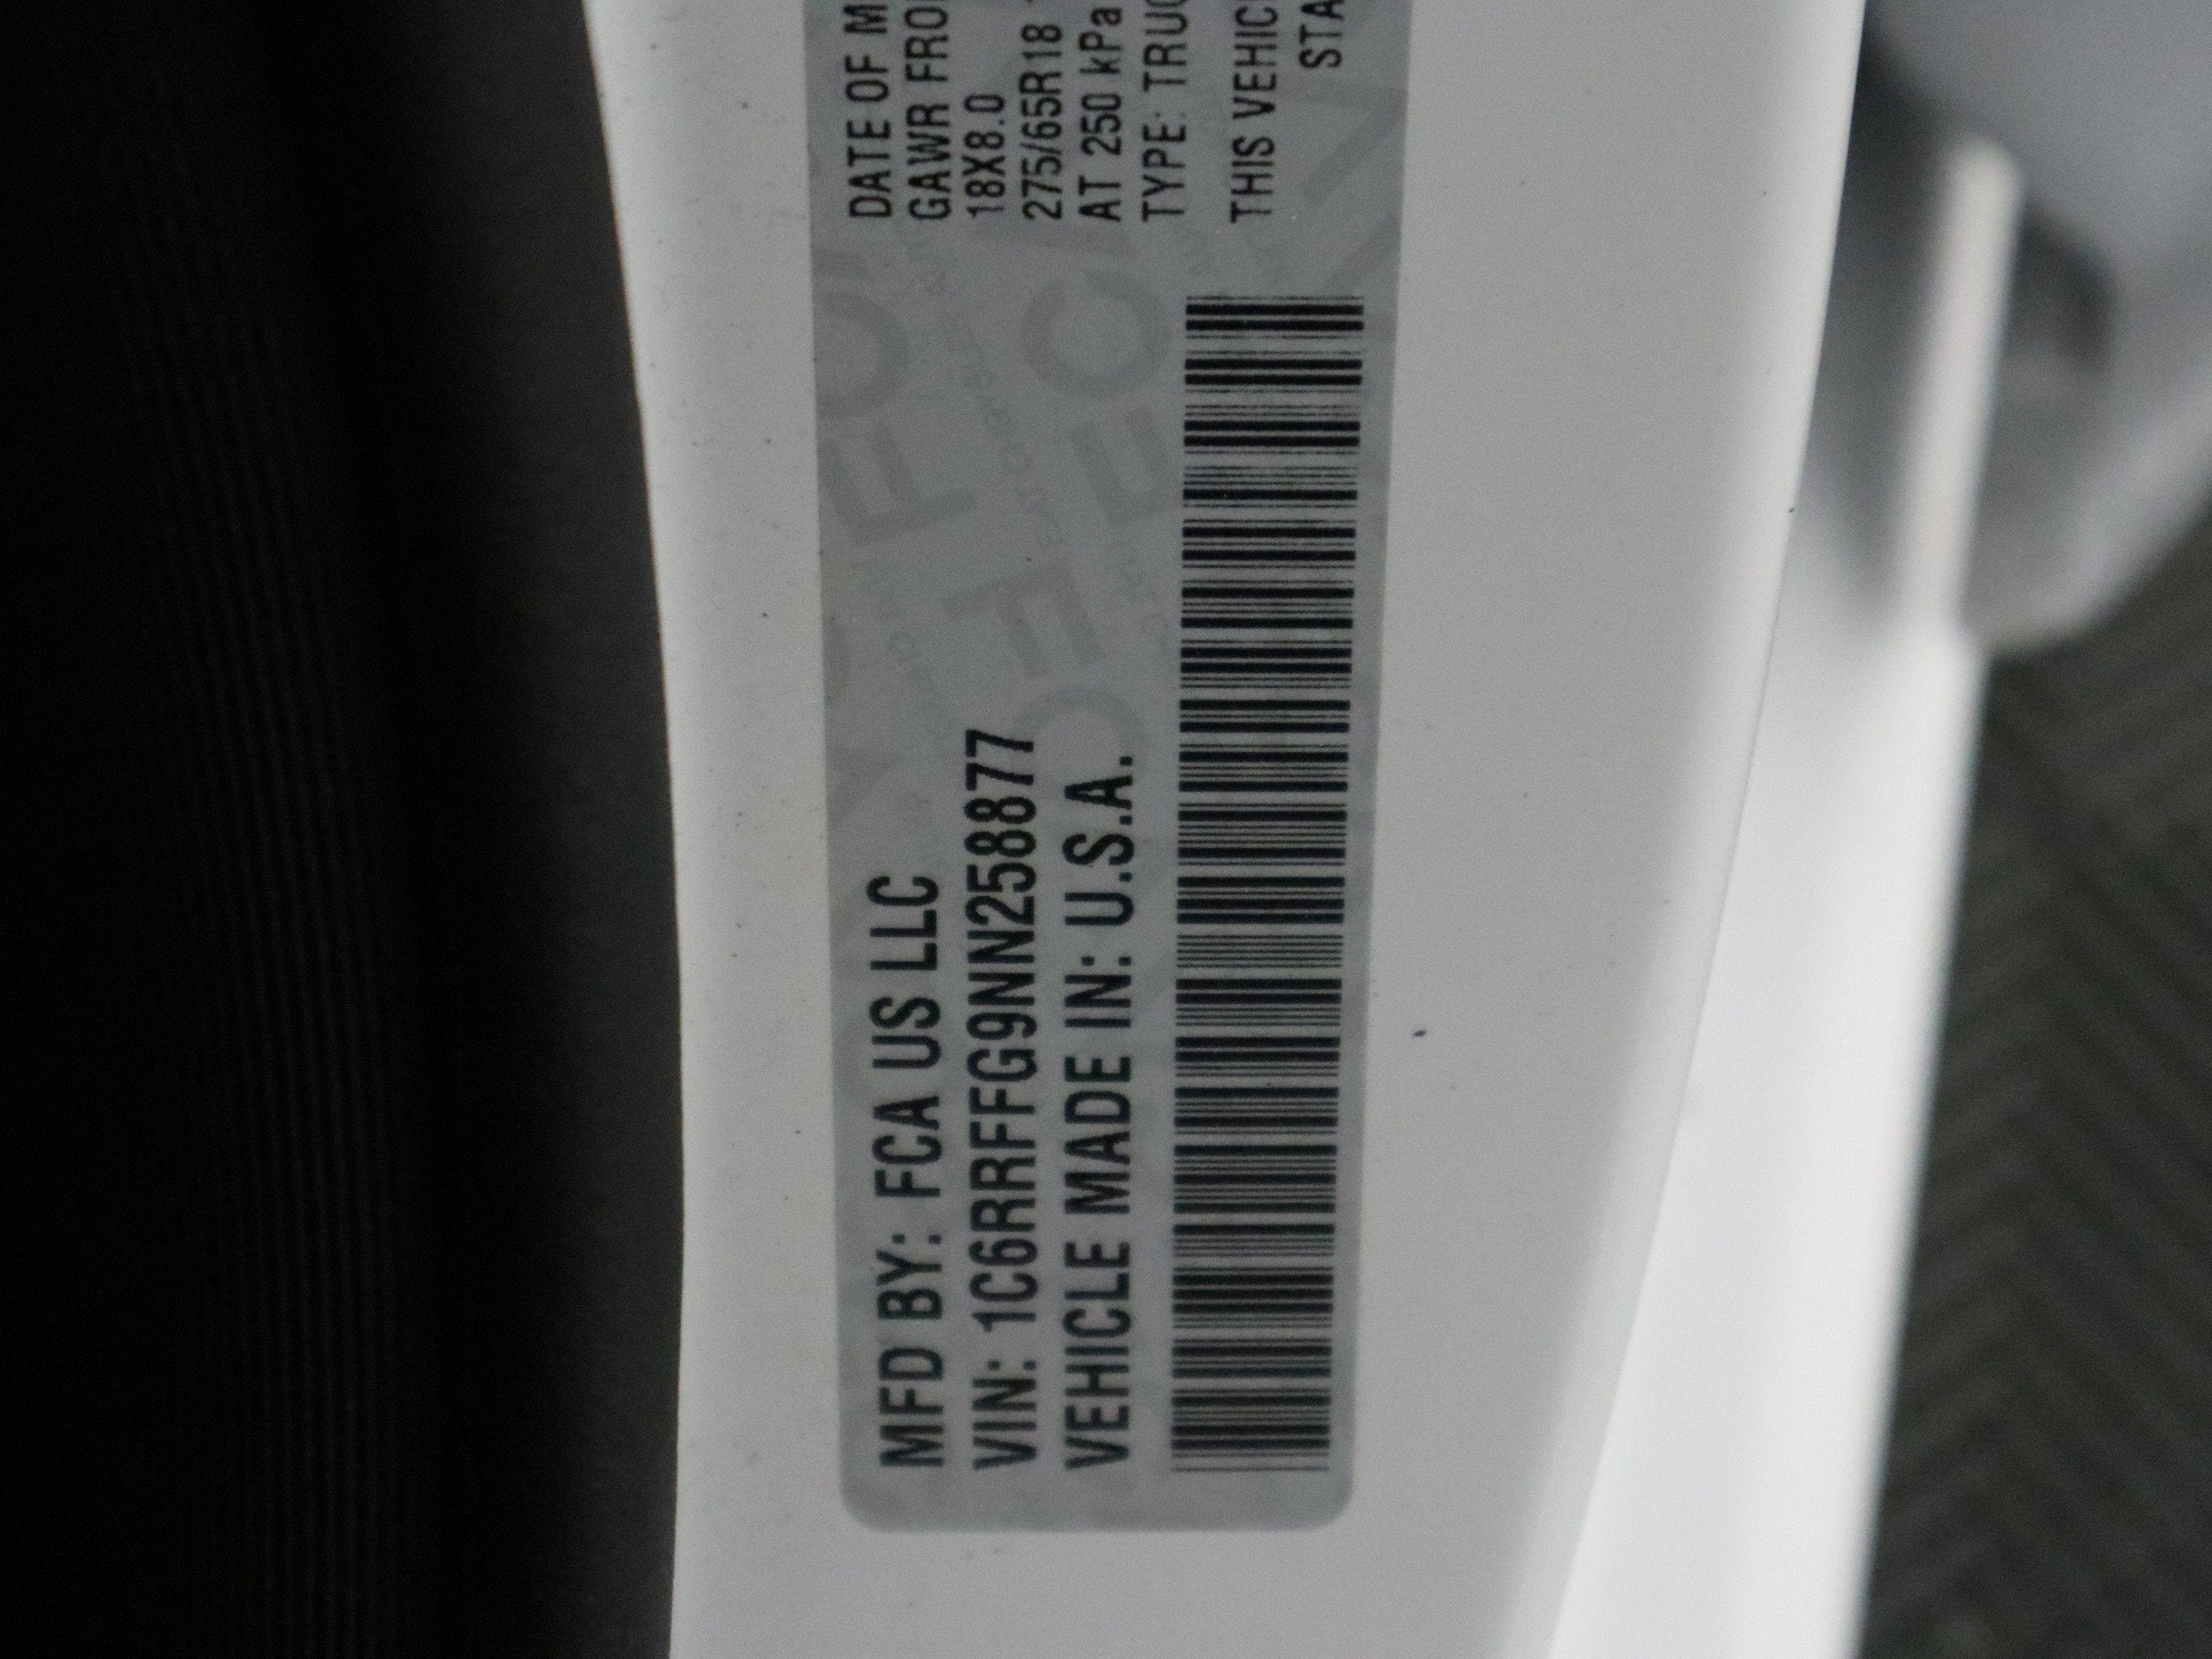 MFD BY: FCA US LLC
VIN: 1C6RRFFG9NN25877
VEHICLE MADE IN: U.S.A.
DATE OF M
GAWR FRO
18X8.0
275/65R18
AT 250 kPa
TYPE: TRUC
THIS VEHIC
STA